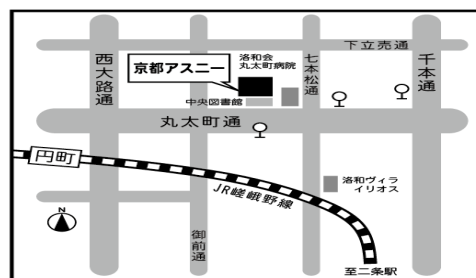 下立売通
洛和会
丸太町病院
京都アスニー
西大路通
七本松通
千本通
中央図書館
丸太町通
円町
JR嵯峨野線
洛和ヴィラ
イリオス
N
御前通
至二条駅